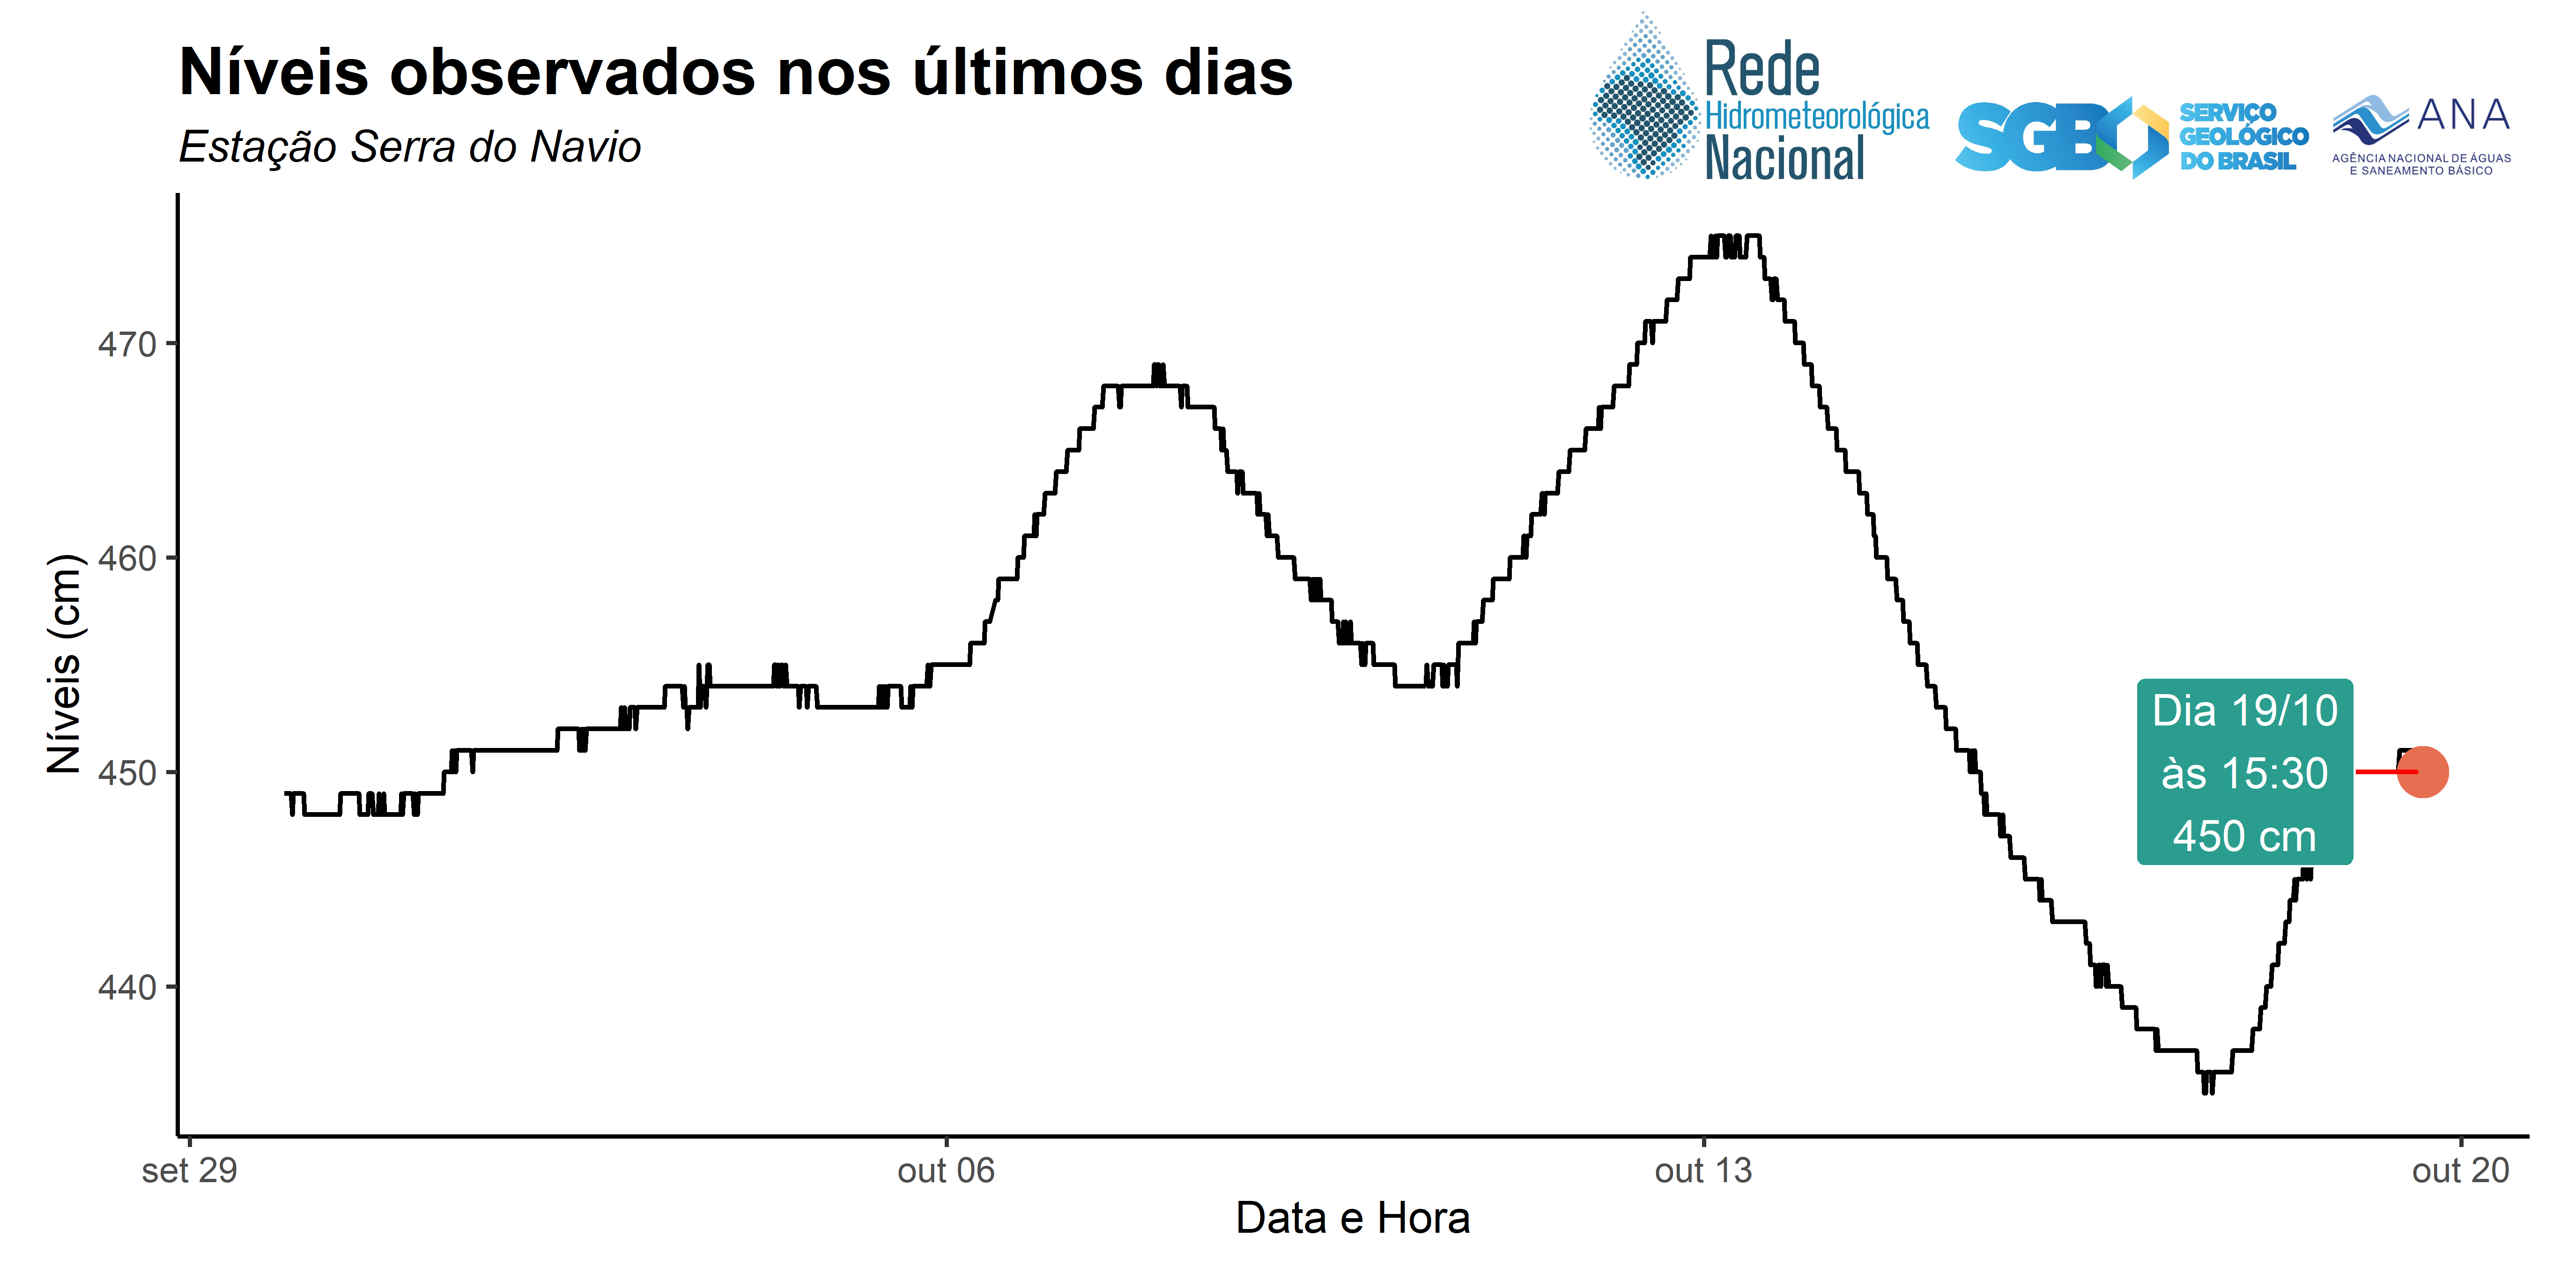 Níveis observados nos últimos dias
Estação Serra do Navio
Rede
Hidrometeorológica
Nacional
SGB
SERVIÇO
GEOLÓGICO
DO BRASIL
ANA
AGÊNCIA NACIONAL DE ÁGUAS
E SANEAMENTO BÁSICO
Níveis (cm)
470
460
450
440
Dia 19/10
às 15:30
450 cm
set 29
out 06
out 13
out 20
Data e Hora